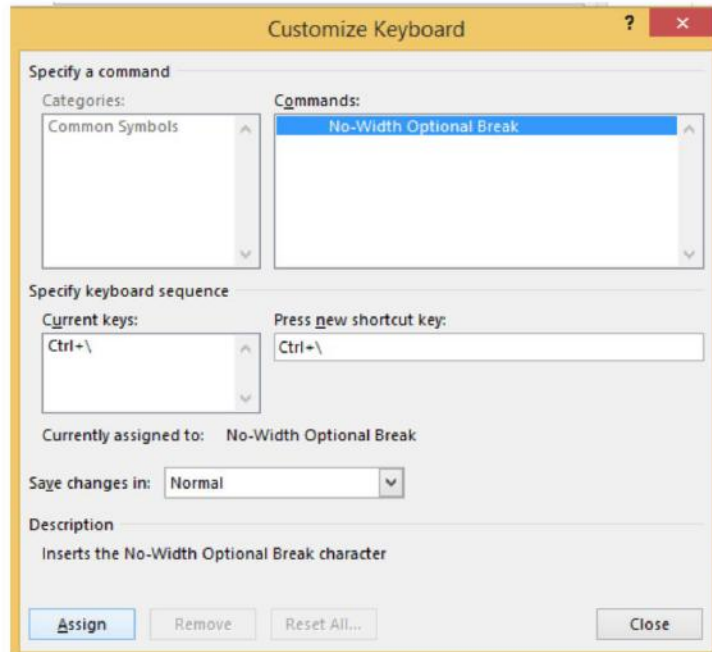 Customize Keyboard
?
×
Specify a command
Categories:
Commands:
Common Symbols
No-Width Optional Break
Specify keyboard sequence
Current keys:
Press new shortcut key:
Ctrl+\
Ctrl+\
Currently assigned to: No-Width Optional Break
Save changes in: Normal
Description
Inserts the No-Width Optional Break character
Assign Remove Reset All... Close